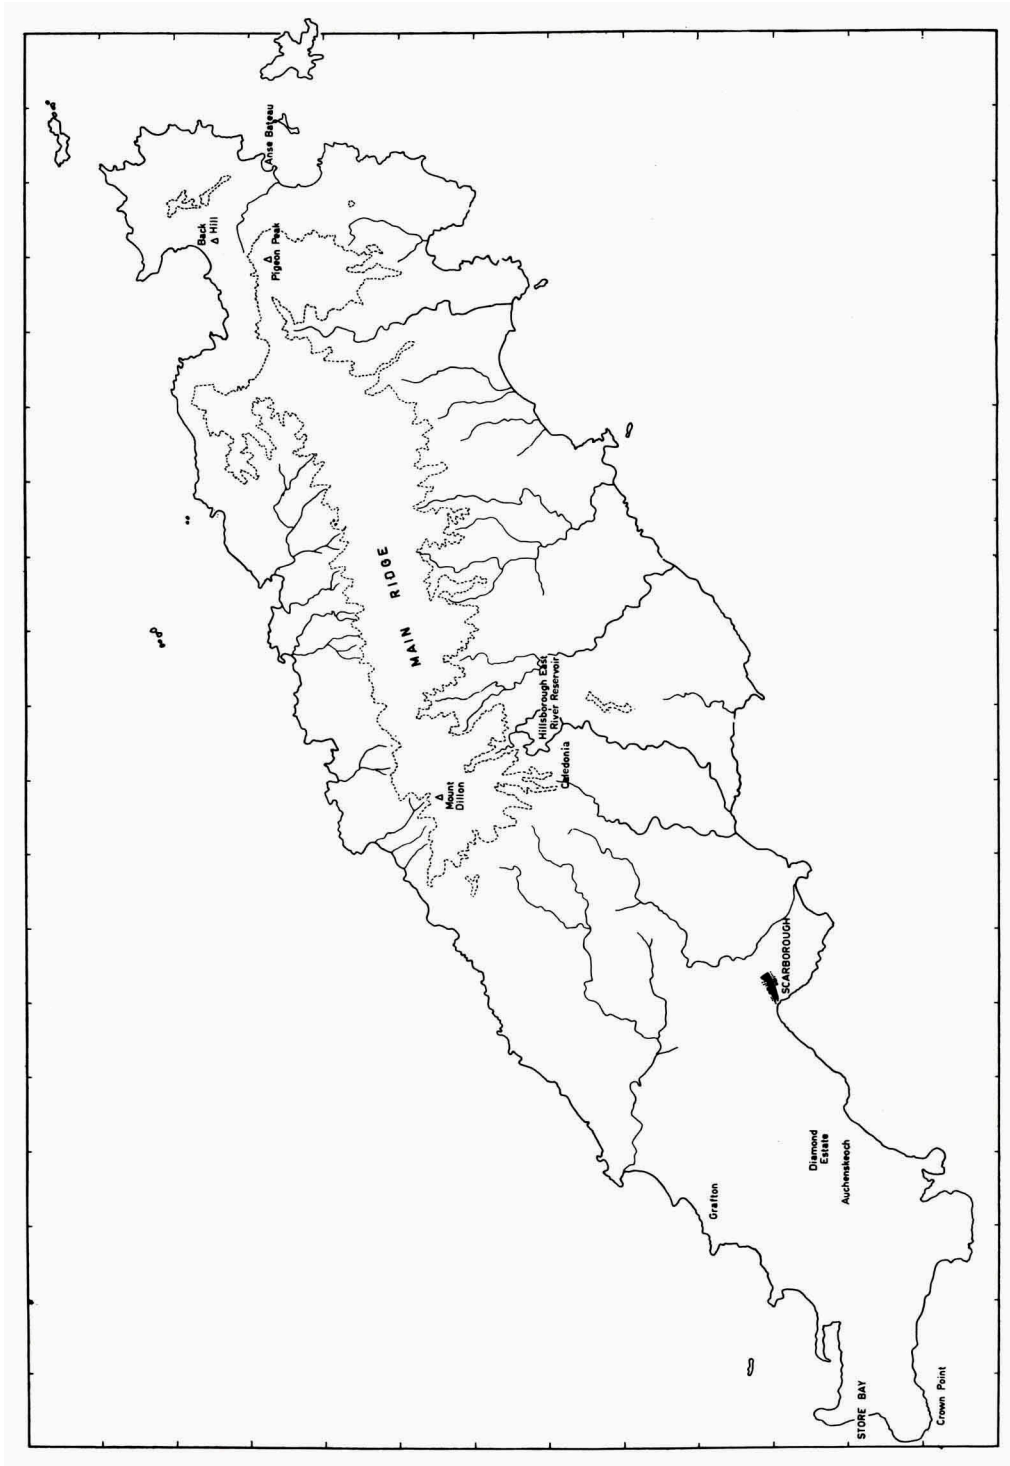 Anse Bateau
Back
Hill
Pigeon Peak
MAIN RIDGE
Hillsborough East
River Reservoir
Caledonia
Mount
Dillon
SCARBOROUGH
Diamond
Estate
Auchenskeoch
Grafton
STORE BAY
Crown Point